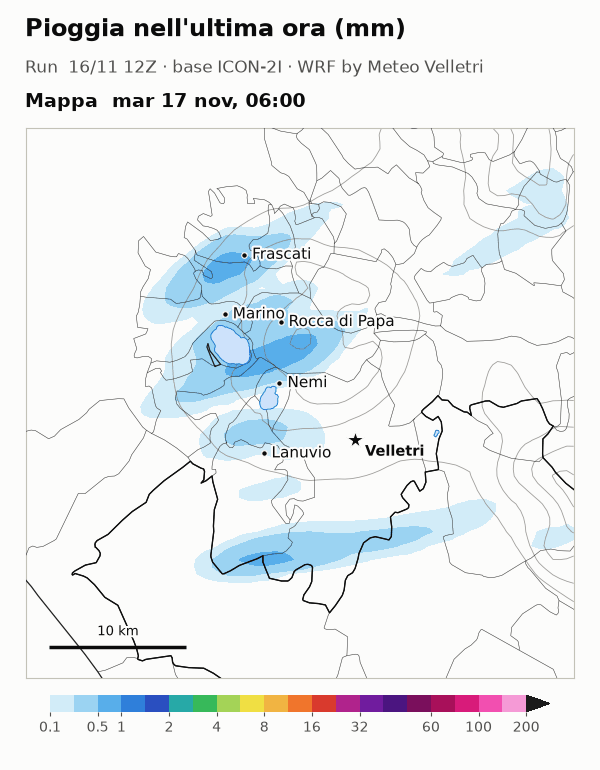 Pioggia nell'ultima ora (mm)
Run  16/11 12Z · base ICON-2I · WRF by Meteo Velletri
Mappa  mar 17 nov, 06:00
Frascati
Marino
Rocca di Papa
Nemi
Velletri
Lanuvio
10 km
0.1 0.5 1 2 4 8 16 32 60 100 200